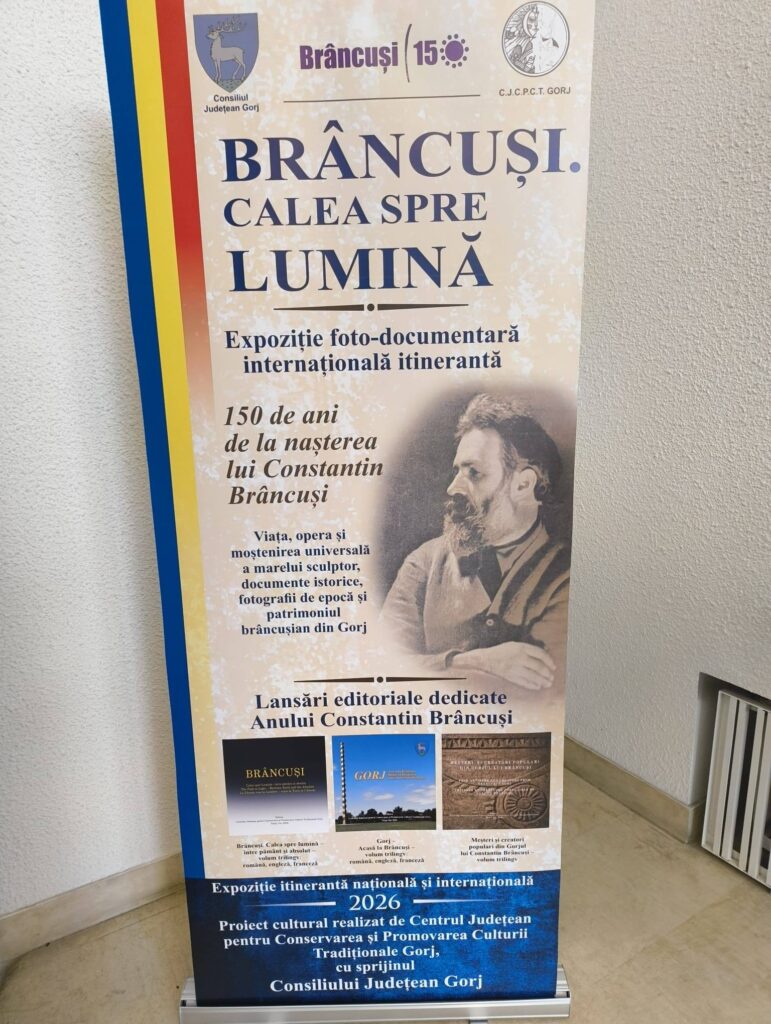 Consiliul
Județean Gorj
Brâncuși 150
C.J.C.P.C.T. GORJ
BRÂNCUȘI.
CALEA SPRE
LUMINĂ
Expoziție foto-documentară
internațională itinerantă
150 de ani
de la nașterea
lui Constantin
Brâncuși
Viața, opera și
moștenirea universală
a marelui sculptor,
documente istorice,
fotografii de epocă și
patrimoniul
brâncușian din Gorj
Lansări editoriale dedicate
Anului Constantin Brâncuși
BRÂNCUȘI
GORJ
Brâncuși. Calea spre lumină –
între pământ și absolut –
volum trilingv
română, engleză, franceză
Gorj –
Acasă la Brâncuși –
volum trilingv
română, engleză, franceză
Meșteri și creatori
populari din Gorjul
lui Constantin Brâncuși –
volum trilingv
Expoziție itinerantă națională și internațională
2026
Proiect cultural realizat de Centrul Județean
pentru Conservarea și Promovarea Culturii
Tradiționale Gorj,
cu sprijinul
Consiliului Județean Gorj